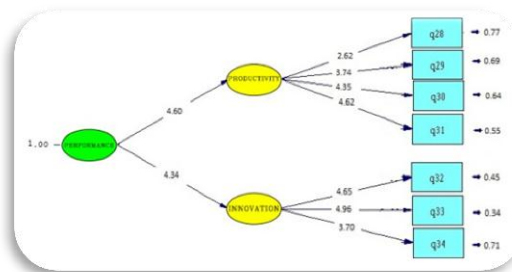 q28
0.77
2.62
q29
0.69
PRODUCTIVITY
3.74
4.35
q30
0.64
4.60
4.62
q31
0.55
1.00
PERFORMANCE
4.34
4.65
q32
0.45
INNOVATION
4.96
q33
0.34
3.70
q34
0.71